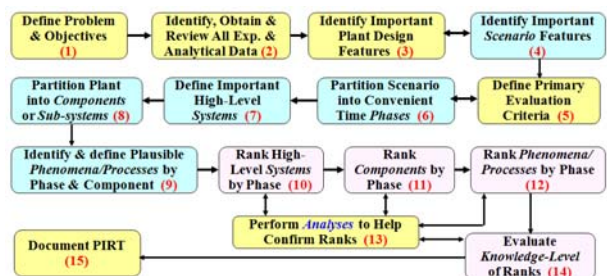 Define Problem
& Objectives
(1)
Identify, Obtain &
Review All Exp. &
Analytical Data (2)
Identify Important
Plant Design
Features (3)
Identify Important
Scenario Features
(4)
Partition Plant
into Components
or Sub-systems (8)
Define Important
High-Level
Systems (7)
Partition Scenario
into Convenient
Time Phases (6)
Define Primary
Evaluation
Criteria (5)
Identify & define Plausible
Phenomena/Processes by
Phase & Component (9)
Rank High-
Level Systems
by Phase (10)
Rank
Components by
Phase (11)
Rank Phenomena/
Processes by Phase
(12)
Perform Analyses to Help
Confirm Ranks (13)
Document PIRT
(15)
Evaluate
Knowledge-Level
of Ranks (14)